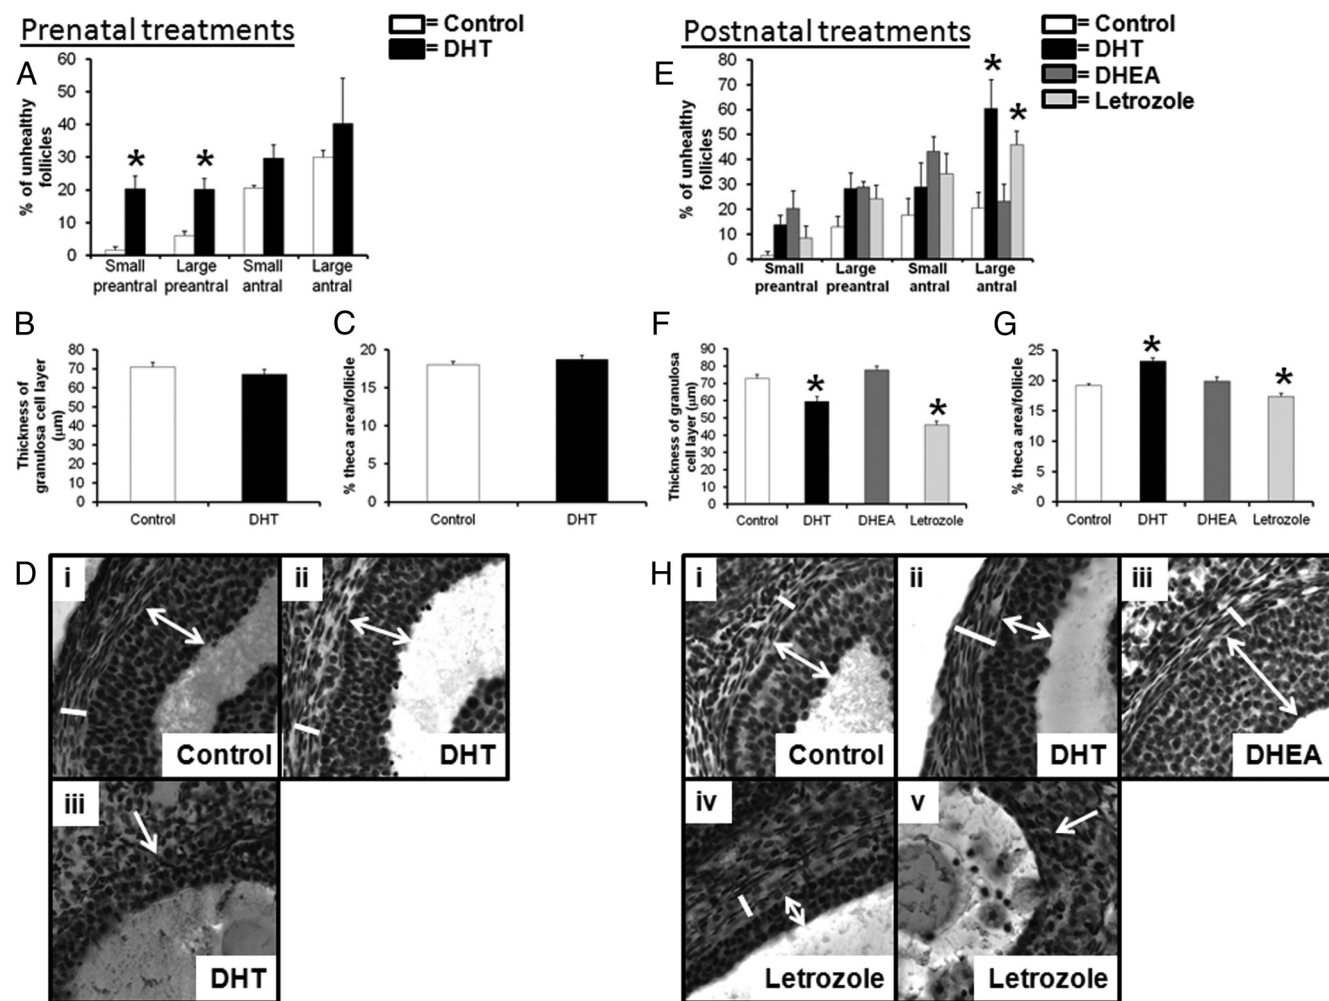 Prenatal treatments
= Control
= DHT
A
% of unhealthy
follicles
60
50
40
30
20
10
0
*
*
Small
preantral
Large
preantral
Small
antral
Large
antral
B
Thickness of
granulosa cell layer
(µm)
80
70
60
50
40
30
20
10
0
Control
DHT
C
% theca area/follicle
20
15
10
5
0
Control
DHT
D
i
Control
ii
DHT
iii
DHT
Postnatal treatments
= Control
= DHT
= DHEA
= Letrozole
E
% of unhealthy
follicles
80
70
60
50
40
30
20
10
0
*
*
Small
preantral
Large
preantral
Small
antral
Large
antral
F
Thickness of granulosa
cell layer (µm)
90
80
70
60
50
40
30
20
10
0
*
*
Control
DHT
DHEA
Letrozole
G
% theca area/follicle
25
20
15
10
5
0
*
*
Control
DHT
DHEA
Letrozole
H
i
Control
ii
DHT
iii
DHEA
iv
Letrozole
v
Letrozole